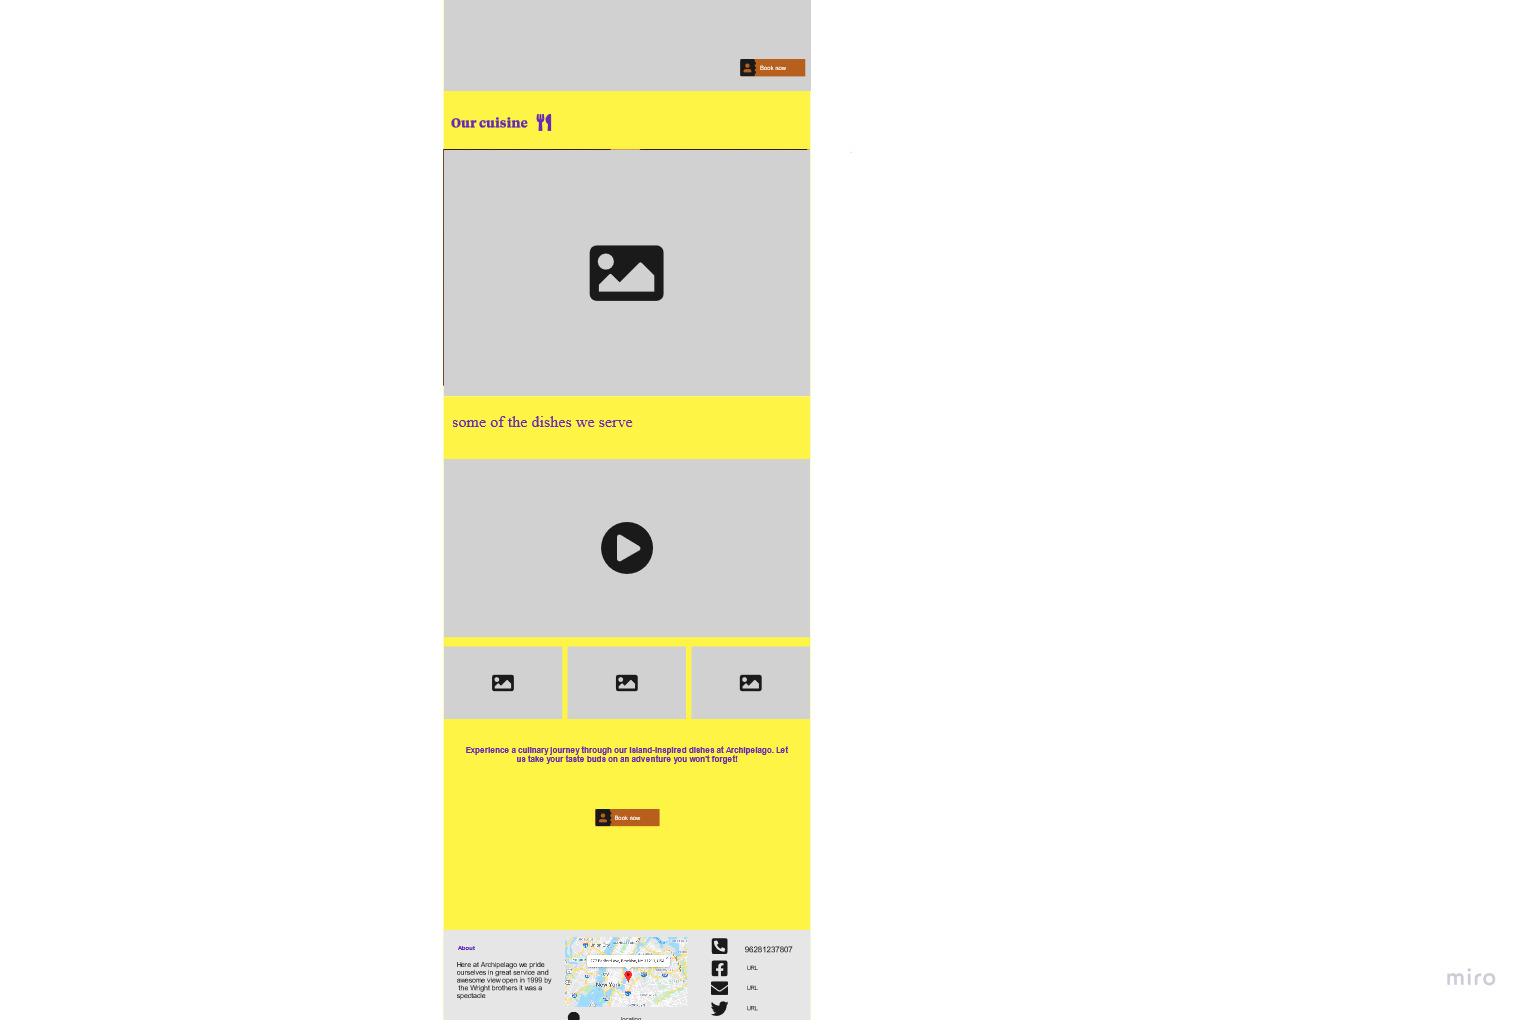 Book now
Our cuisine
some of the dishes we serve
Experience a culinary journey through our island-inspired dishes at Archipelago. Let
us take your taste buds on an adventure you won't forget!
Book now
About
Here at Archipelago we pride
ourselves in great service and
awesome view open in 1999 by
the Wright brothers it was a
spectacle
Union City
New York
location
96281237807
URL
URL
URL
miro